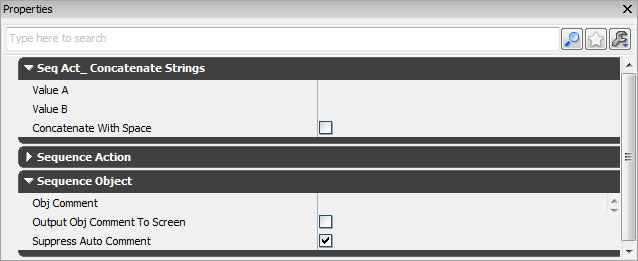 Properties
Type here to search
Seq Act_ Concatenate Strings
Value A
Value B
Concatenate With Space
Sequence Action
Sequence Object
Obj Comment
Output Obj Comment To Screen
Suppress Auto Comment